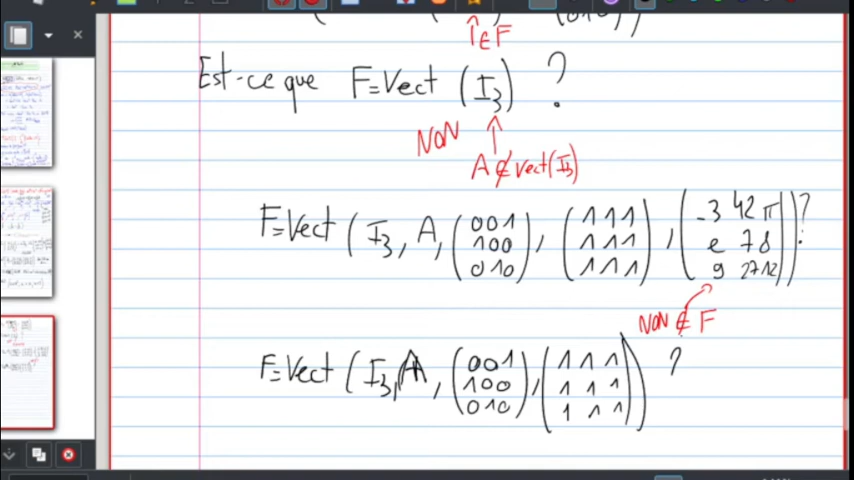 I ∈ F
Est-ce que F=Vect (I₃) ?
NON
A ∉ Vect(I₃)
F=Vect (I₃, A, (0 0 1
1 0 0
0 1 0), (1 1 1
1 1 1
1 1 1), (-3 42 π
e 7 8
9 27 12)) ?
NON ∉ F
F=Vect (I₃, A, (0 0 1
1 0 0
0 1 0), (1 1 1
1 1 1
1 1 1)) ?